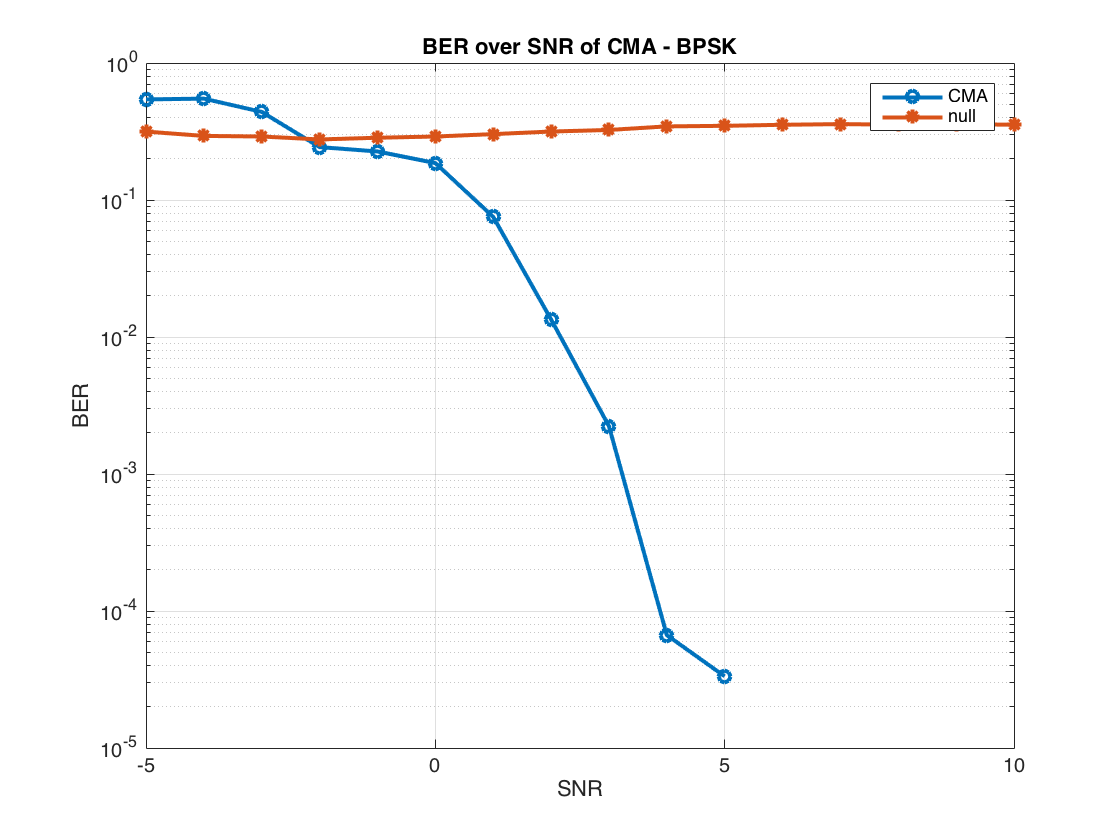 BER over SNR of CMA - BPSK
CMA
null
10^0
10^-1
10^-2
10^-3
10^-4
10^-5
BER
-5 0 5 10
SNR